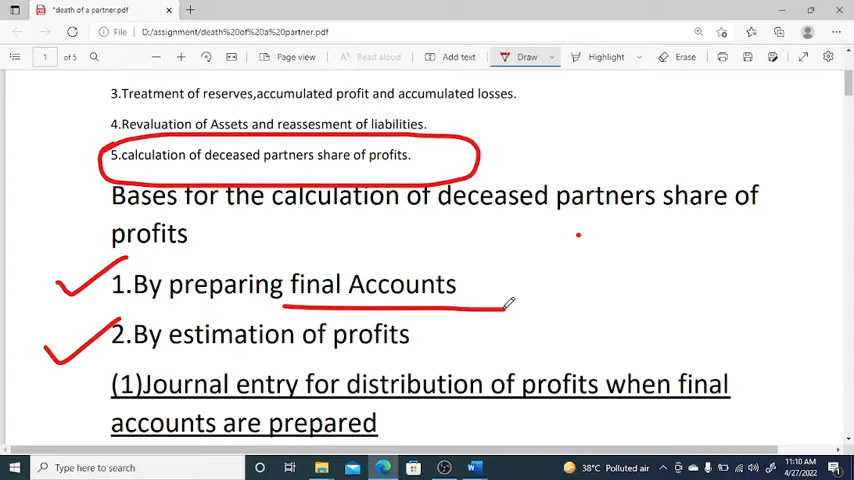 *death of a partner.pdf
File
D:/assignment/death%20of%20a%20partner.pdf
1 of 5
Page view
Read aloud
Add text
Draw
Highlight
Erase
3.Treatment of reserves,accumulated profit and accumulated losses.
4.Revaluation of Assets and reassesment of liabilities.
5.calculation of deceased partners share of profits.
Bases for the calculation of deceased partners share of
profits
1.By preparing final Accounts
2.By estimation of profits
(1)Journal entry for distribution of profits when final
accounts are prepared
Type here to search
38°C Polluted air
11:10 AM
4/27/2022